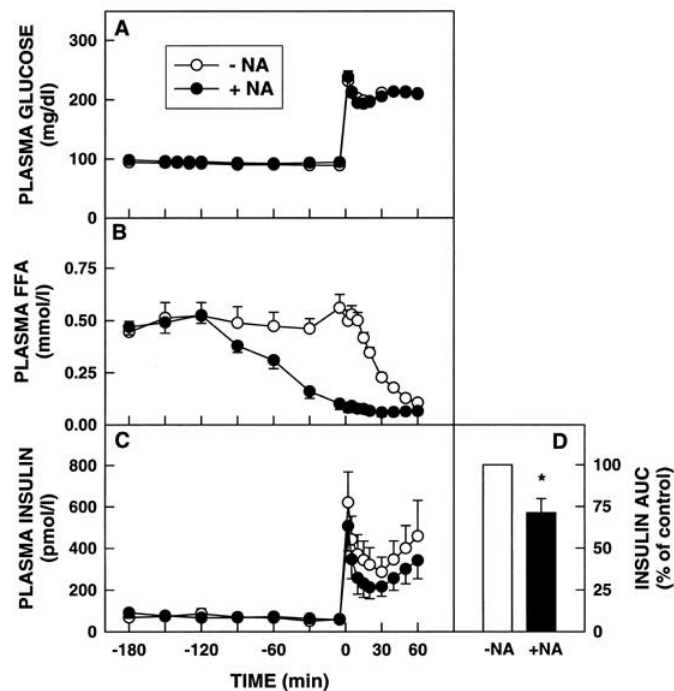 A
- NA
+ NA
PLASMA GLUCOSE
(mg/dl)
300
200
100
0
B
PLASMA FFA
(mmol/l)
0.75
0.50
0.25
0.00
C
PLASMA INSULIN
(pmol/l)
800
600
400
200
0
-180 -120 -60 0 30 60
TIME (min)
D
100
75
50
25
0
INSULIN AUC
(% of control)
*
-NA +NA